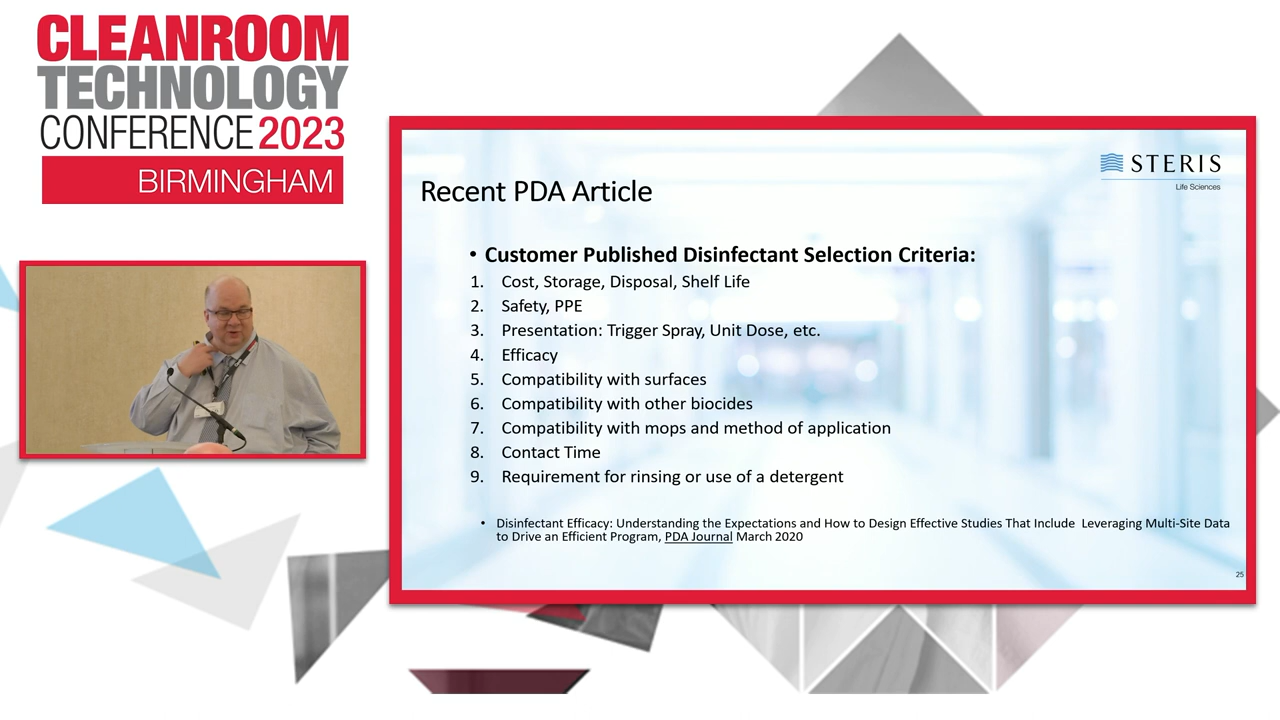 CLEANROOM
TECHNOLOGY
CONFERENCE 2023
BIRMINGHAM
STERIS
Life Sciences
Recent PDA Article
• Customer Published Disinfectant Selection Criteria:
1. Cost, Storage, Disposal, Shelf Life
2. Safety, PPE
3. Presentation: Trigger Spray, Unit Dose, etc.
4. Efficacy
5. Compatibility with surfaces
6. Compatibility with other biocides
7. Compatibility with mops and method of application
8. Contact Time
9. Requirement for rinsing or use of a detergent
• Disinfectant Efficacy: Understanding the Expectations and How to Design Effective Studies That Include Leveraging Multi-Site Data
to Drive an Efficient Program, PDA Journal March 2020
25